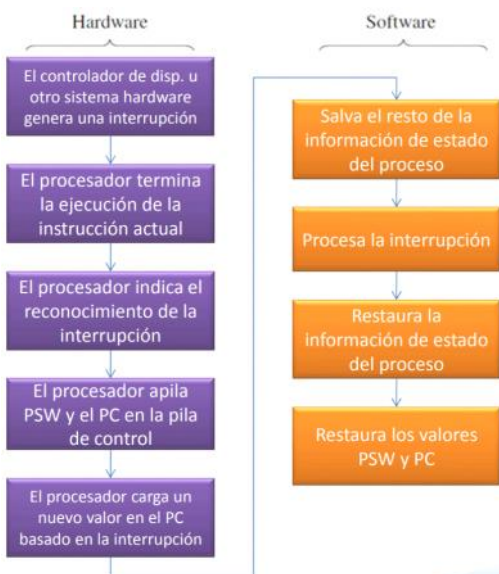 Hardware
El controlador de disp. u
otro sistema hardware
genera una interrupción
El procesador termina
la ejecución de la
instrucción actual
El procesador indica el
reconocimiento de la
interrupción
El procesador apila
PSW y el PC en la pila
de control
El procesador carga un
nuevo valor en el PC
basado en la interrupción
Software
Salva el resto de la
información de estado
del proceso
Procesa la interrupción
Restaura la
información de estado
del proceso
Restaura los valores
PSW y PC